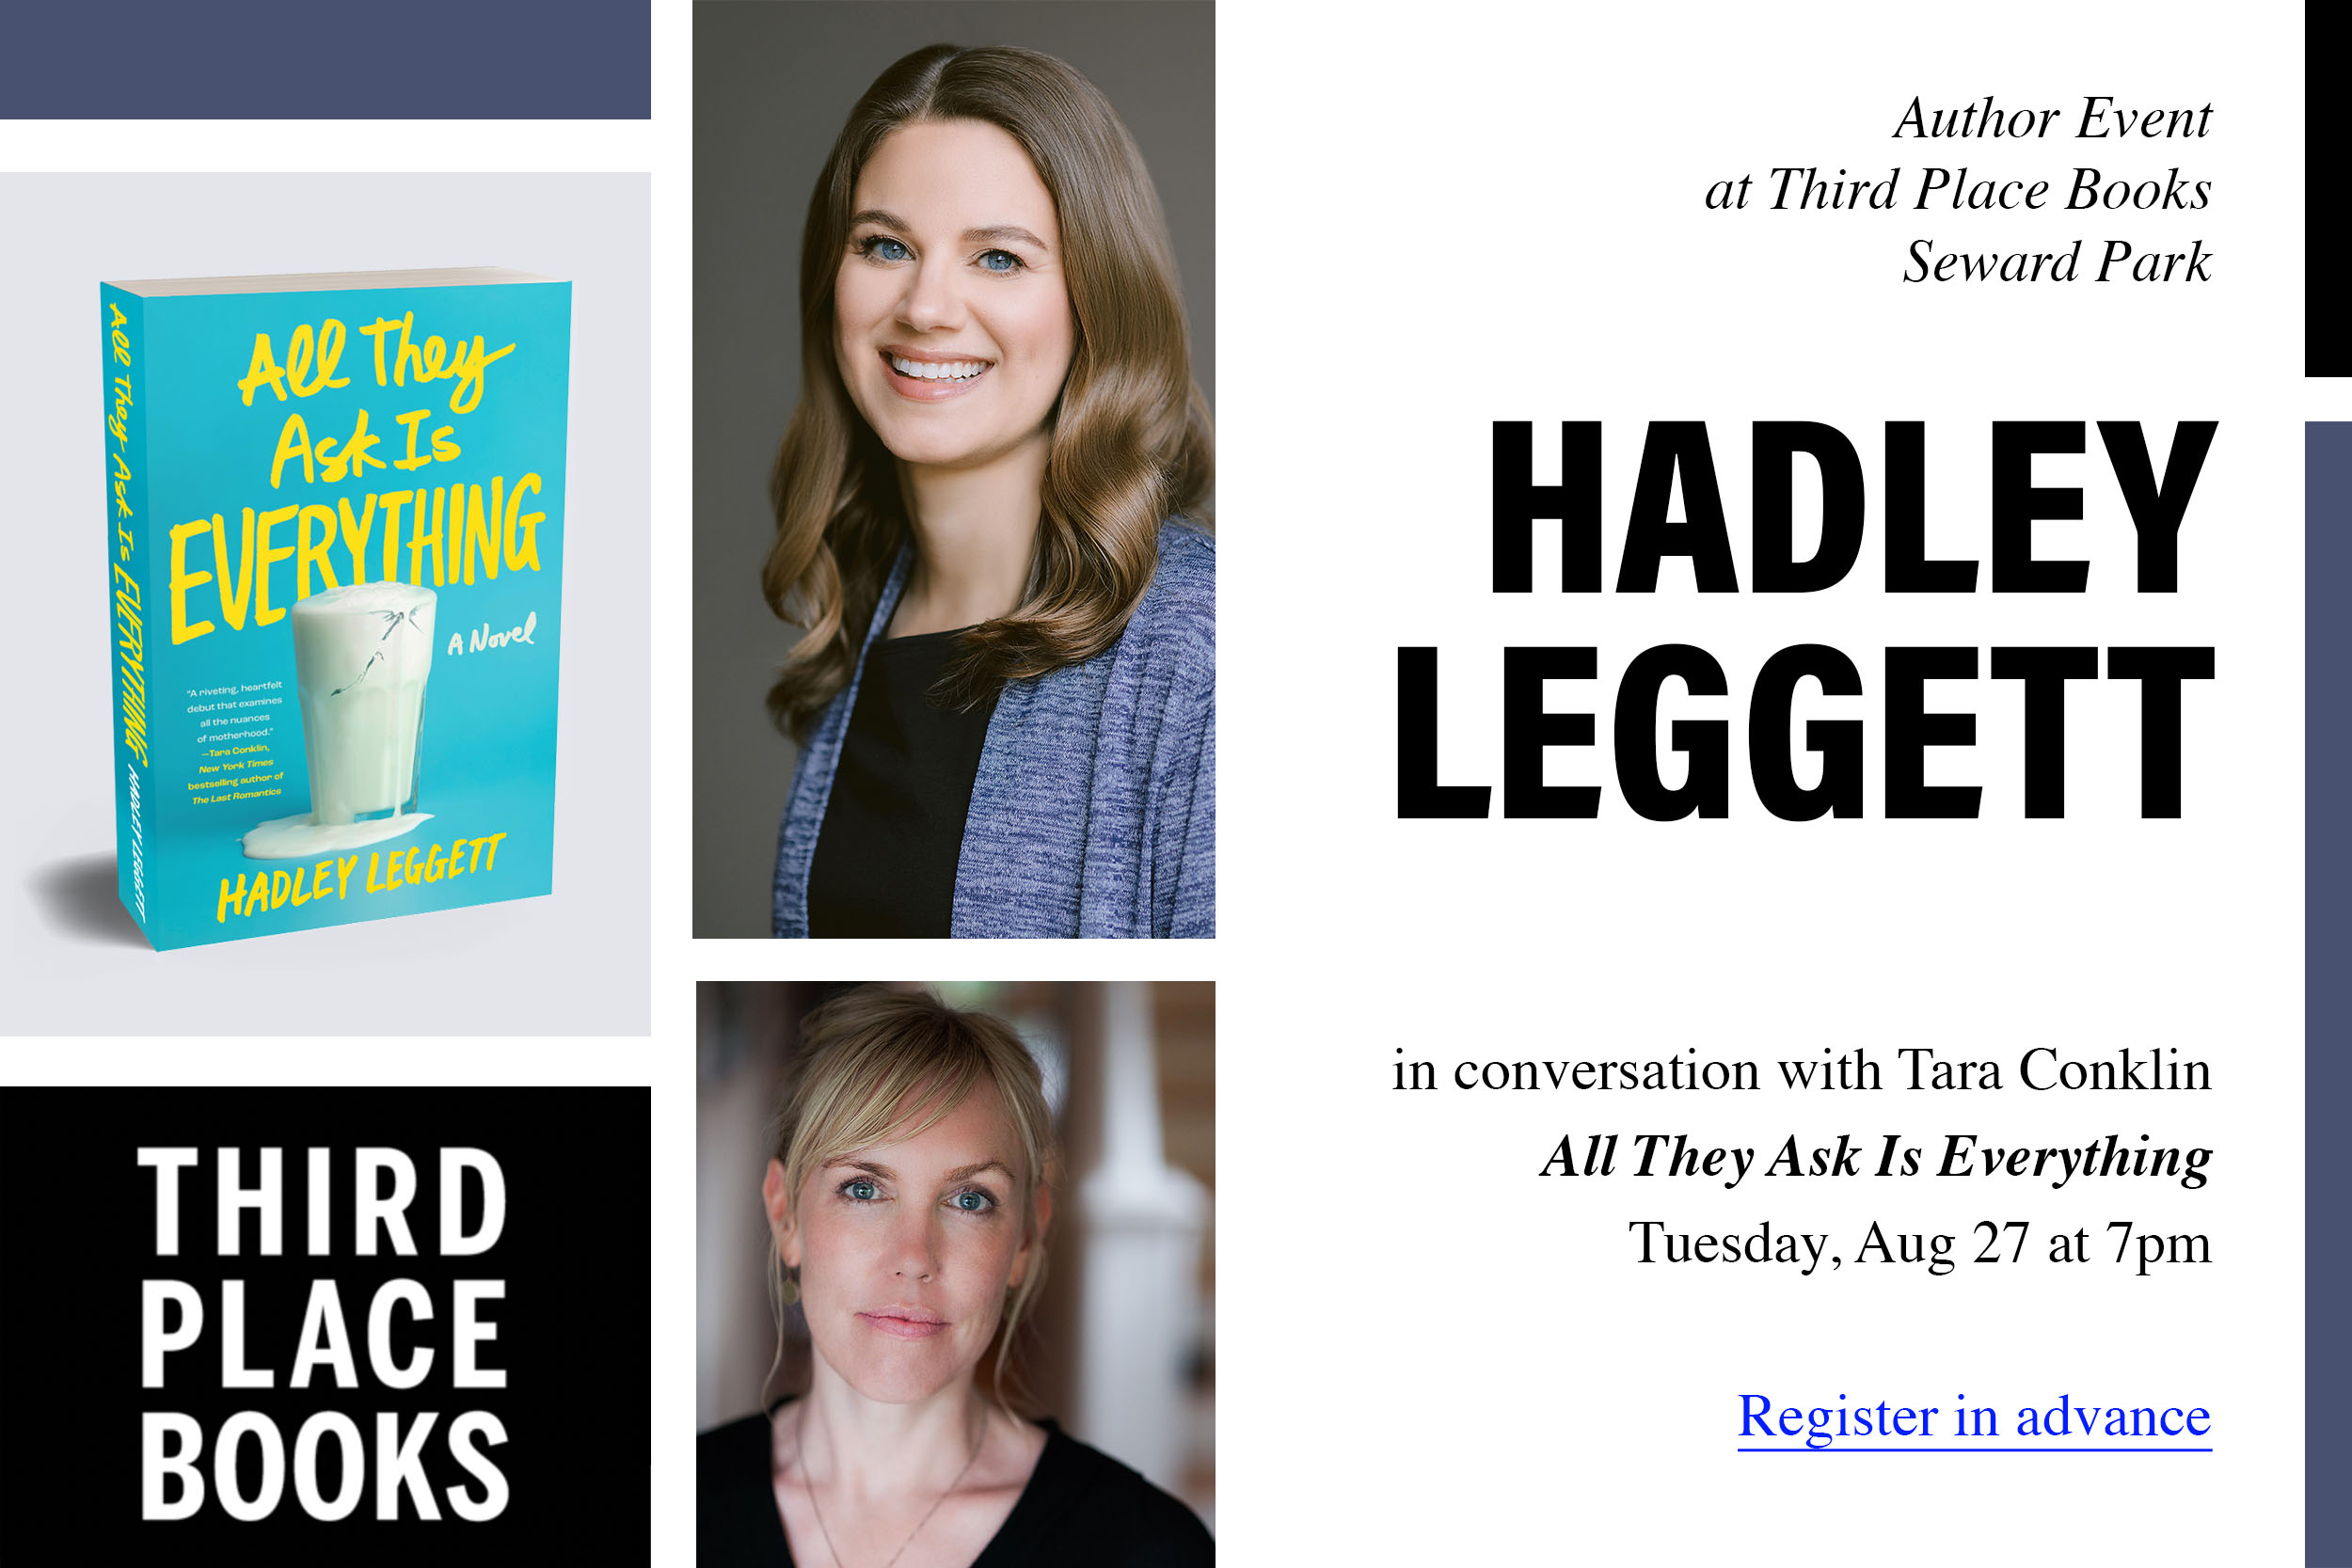 All They
Ask Is
EVERYTHING
A Novel
"A riveting, heartfelt
debut that examines
all the nuances
of motherhood."
—Tara Conklin,
New York Times
bestselling author of
The Last Romantics
HADLEY LEGGETT
All They Ask Is EVERYTHING HADLEY LEGGETT
THIRD
PLACE
BOOKS
Author Event
at Third Place Books
Seward Park
HADLEY
LEGGETT
in conversation with Tara Conklin
All They Ask Is Everything
Tuesday, Aug 27 at 7pm
Register in advance